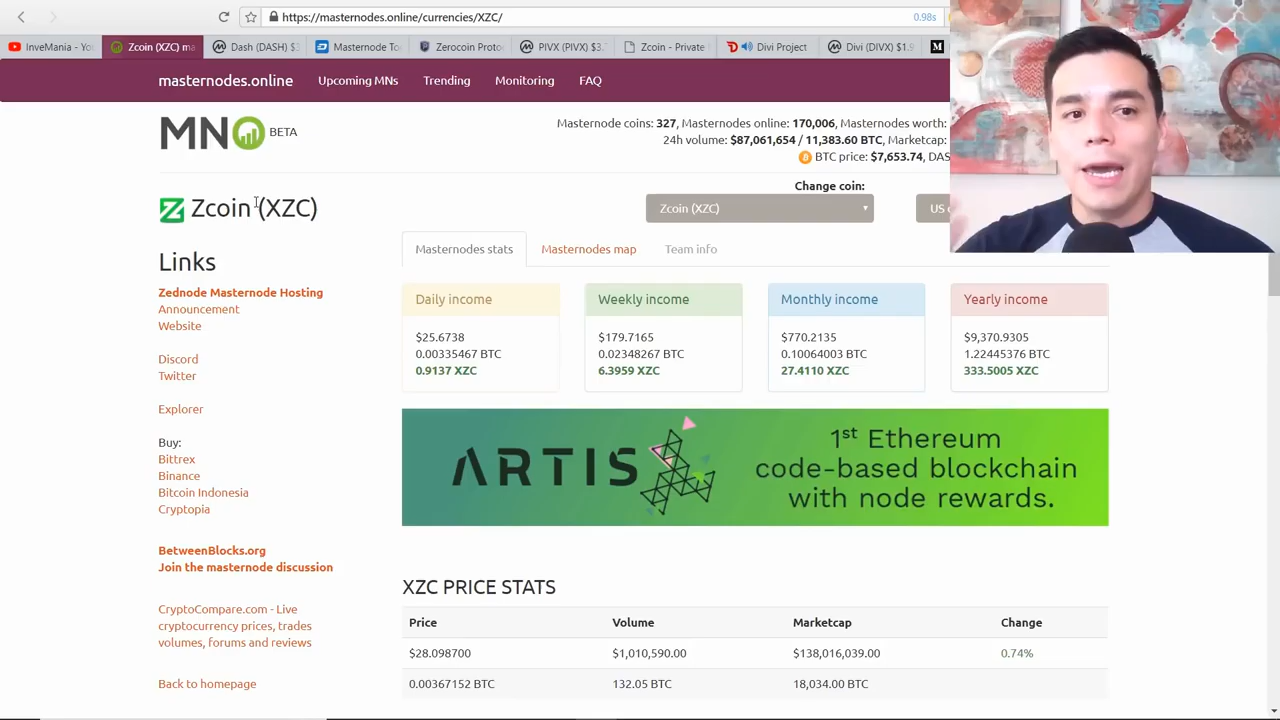 https://masternodes.online/currencies/XZC/
0.98s
InveMania - Yo
Zcoin (XZC) m
Dash (DASH) $3
Masternode To
Zerocoin Proto
PIVX (PIVX) $3.
Zcoin - Private
Divi Project
Divi (DIVX) $1.9
masternodes.online
Upcoming MNs
Trending
Monitoring
FAQ
MNO BETA
Masternode coins: 327, Masternodes online: 170,006, Masternodes worth:
24h volume: $87,061,654 / 11,383.60 BTC, Marketcap:
BTC price: $7,653.74, DAS
Zcoin (XZC)
Change coin:
Zcoin (XZC)
US
Links
Zednode Masternode Hosting
Announcement
Website
Discord
Twitter
Explorer
Buy:
Bittrex
Binance
Bitcoin Indonesia
Cryptopia
BetweenBlocks.org
Join the masternode discussion
CryptoCompare.com - Live
cryptocurrency prices, trades
volumes, forums and reviews
Back to homepage
Masternodes stats
Masternodes map
Team info
Daily income
$25.6738
0.00335467 BTC
0.9137 XZC
Weekly income
$179.7165
0.02348267 BTC
6.3959 XZC
Monthly income
$770.2135
0.10064003 BTC
27.4110 XZC
Yearly income
$9,370.9305
1.22445376 BTC
333.5005 XZC
ARTIS
1st Ethereum
code-based blockchain
with node rewards.
XZC PRICE STATS
Price Volume Marketcap Change
$28.098700 $1,010,590.00 $138,016,039.00 0.74%
0.00367152 BTC 132.05 BTC 18,034.00 BTC